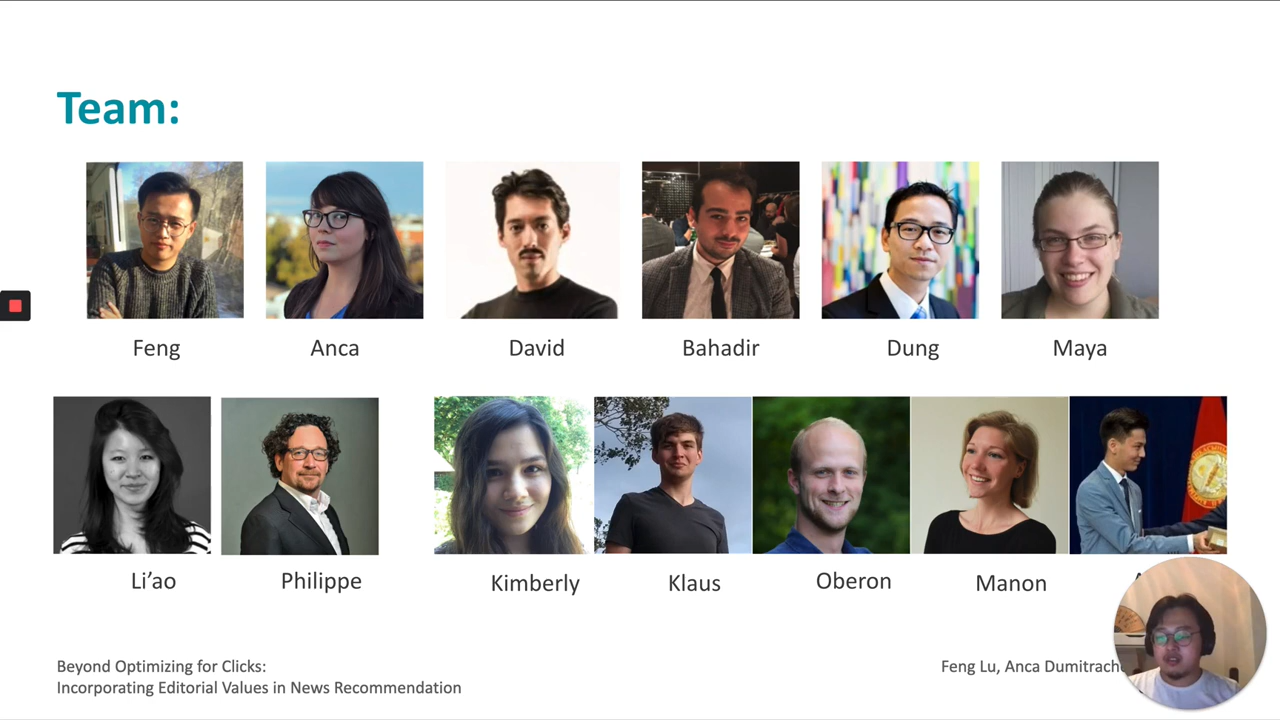 Team:
Feng Anca David Bahadir Dung Maya
Li’ao Philippe Kimberly Klaus Oberon Manon
Beyond Optimizing for Clicks:
Incorporating Editorial Values in News Recommendation
Feng Lu, Anca